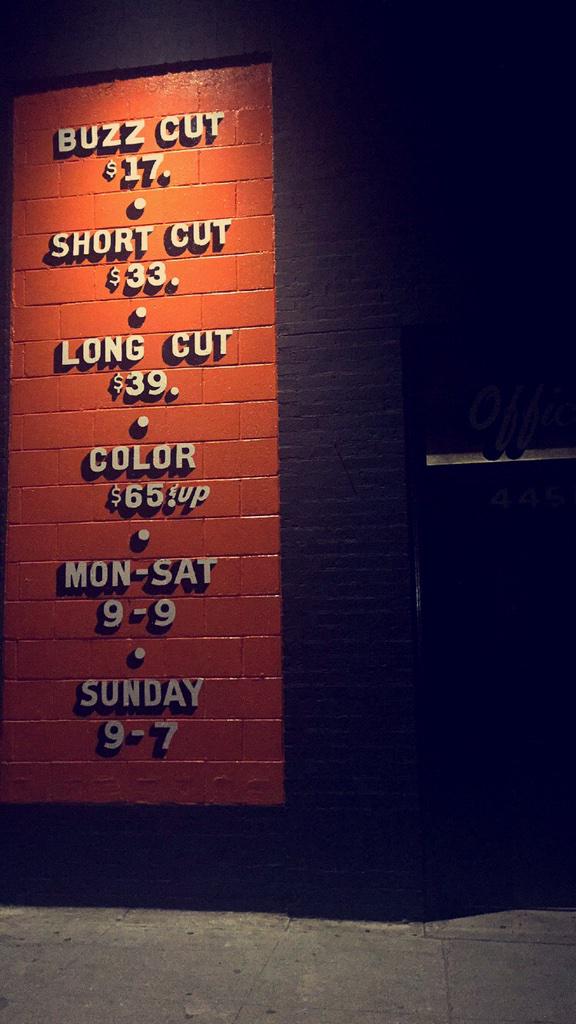 BUZZ CUT
$17.
•
SHORT CUT
$33.
•
LONG CUT
$39.
•
COLOR
$65 & UP
•
MON-SAT
9-9
•
SUNDAY
9-7
445